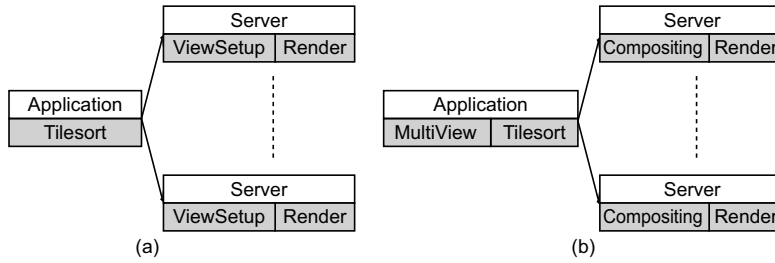 Server
ViewSetup Render
Application
Tilesort
Server
ViewSetup Render
(a)
Server
Compositing Render
Application
MultiView Tilesort
Server
Compositing Render
(b)